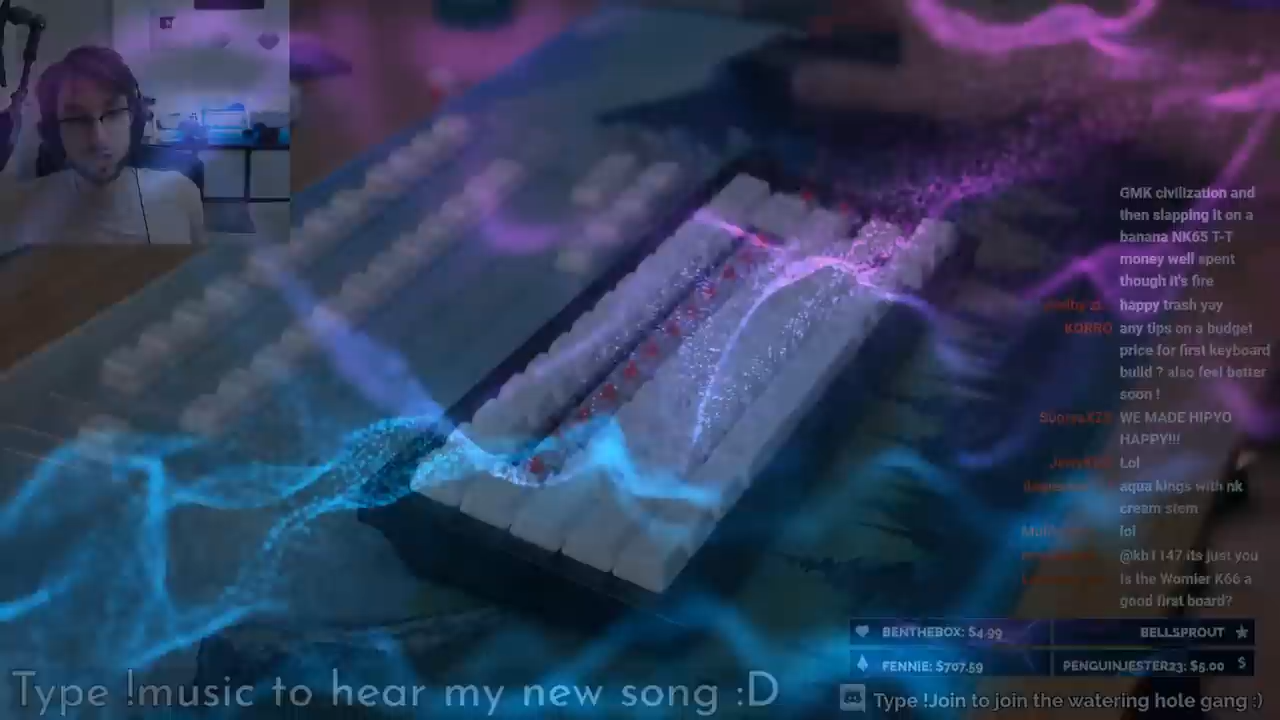 GMK civilization and
then slapping it on a
banana NK65 T-T
money well spent
though it's fire
happy trash yay
KORRO any tips on a budget
price for first keyboard
build ? also feel better
soon !
WE MADE HIPYO
HAPPY!!!
Lol
aqua kings with nk
cream stem
lol
@kb1147 its just you
Is the Womier K66 a
good first board?
BENTHEBOX: $4.99 BELLSPROUT
FENNIE: $707.59 PENGUINJESTER23: $5.00 $
Type !music to hear my new song :D
Type !Join to join the watering hole gang :)